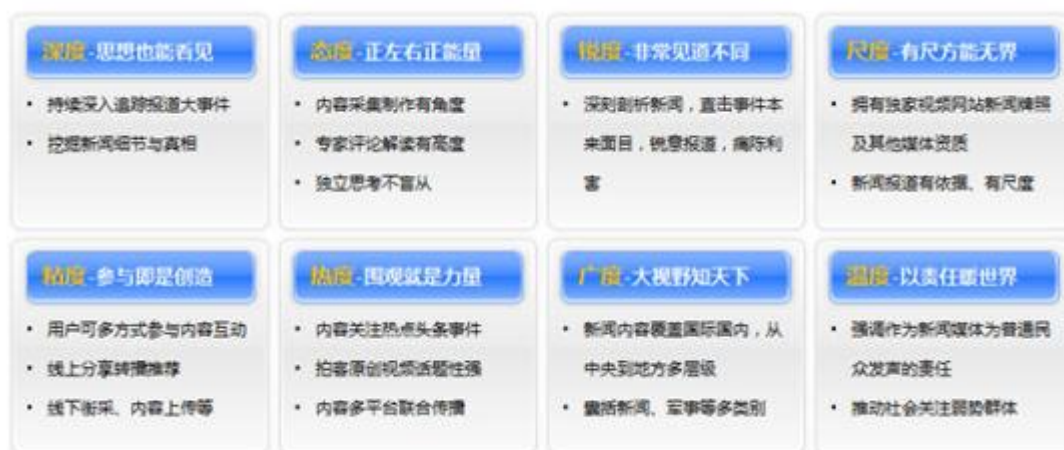 深度-思想也能看见
持续深入追踪报道大事件
挖掘新闻细节与真相
态度-正左右正能量
内容采集制作有角度
专家评论解读有高度
独立思考不盲从
锐度-非常见道不同
深刻剖析新闻，直击事件本
来面目，锐意报道，痛陈利
害
尺度-有尺方能无界
拥有独家视频网站新闻牌照
及其他媒体资质
新闻报道有依据、有尺度
粘度-参与即是创造
用户可多方式参与内容互动
线上分享转播推荐
线下街采、内容上传等
热度-围观就是力量
内容关注热点头条事件
拍客原创视频话题性强
内容多平台联合传播
广度-大视野知天下
新闻内容覆盖国际国内，从
中央到地方多层级
囊括新闻、军事等多类别
温度-以责任暖世界
强调作为新闻媒体为普通民
众发声的责任
推动社会关注弱势群体